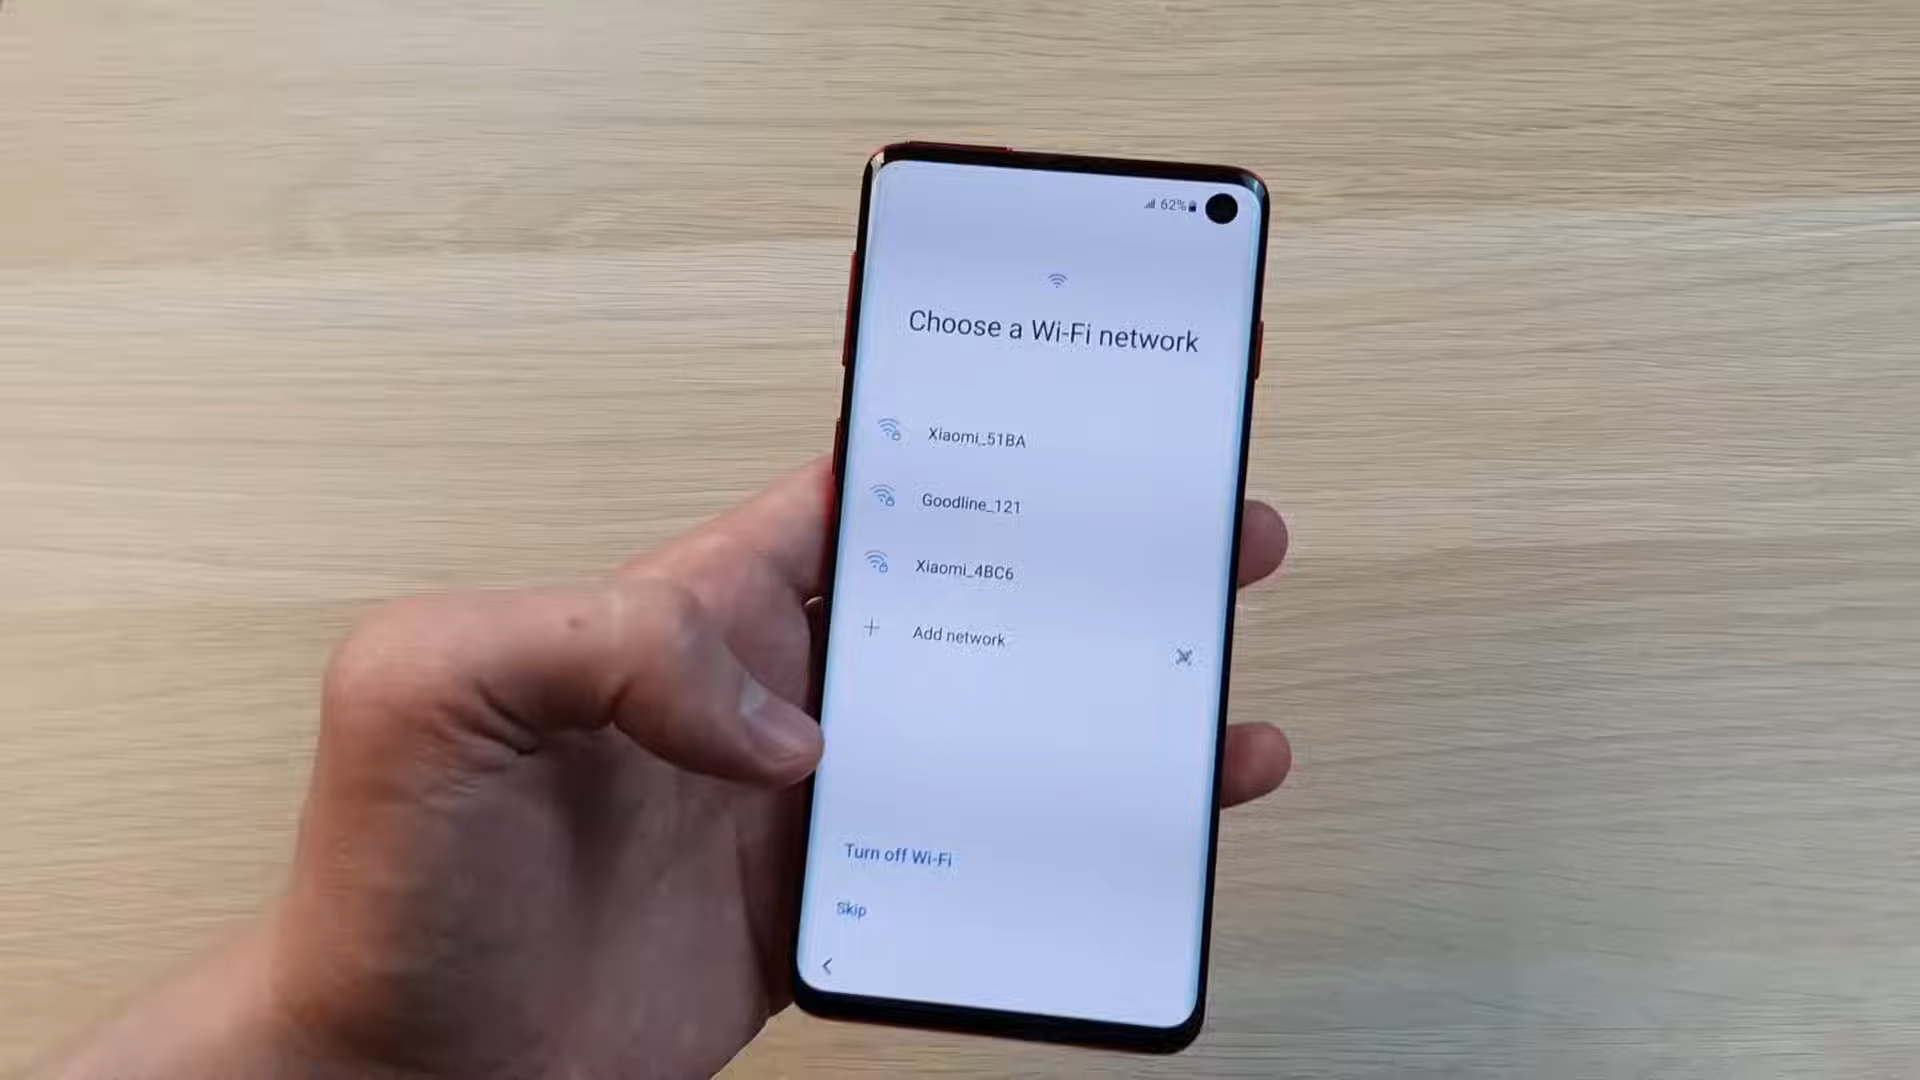 62%
Choose a Wi-Fi network
Xiaomi_51BA
Goodline_121
Xiaomi_4BC6
Add network
Turn off Wi-Fi
Skip